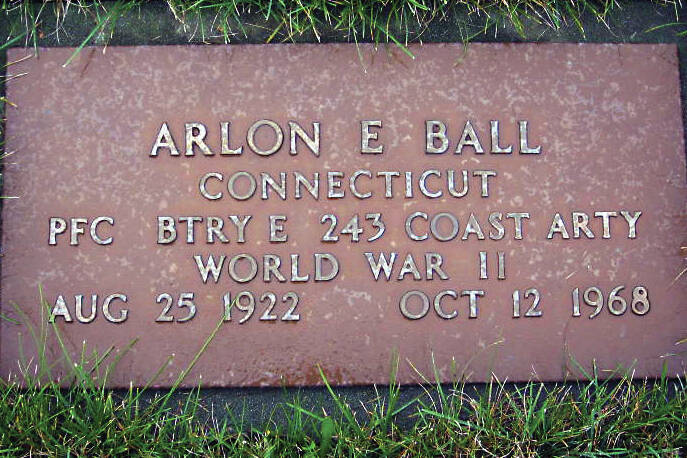 ARLON E BALL
CONNECTICUT
PFC BTRY E 243 COAST ARTY
WORLD WAR II
AUG 25 1922 OCT 12 1968